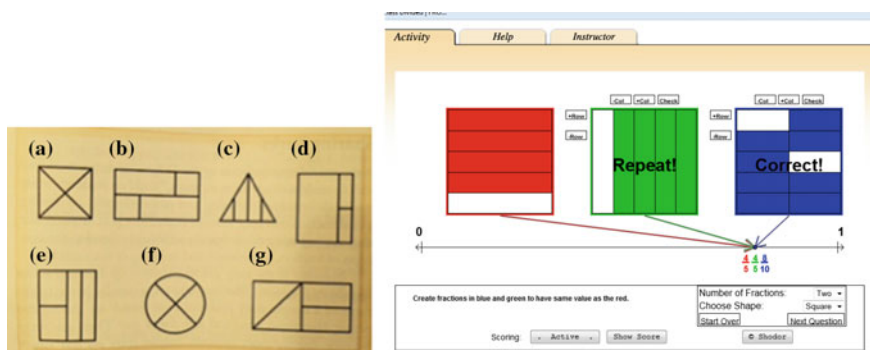 (a) (b) (c) (d)
(e) (f) (g)
Activity Help Instructor
-Col +Col Check -Col +Col Check
+Row +Row
-Row -Row
Repeat! Correct!
0 1
4/5 4/5 8/10
Create fractions in blue and green to have same value as the red.
Number of Fractions: Two
Choose Shape: Square
Start Over Next Question
Scoring: . Active . Show Score © Shodor